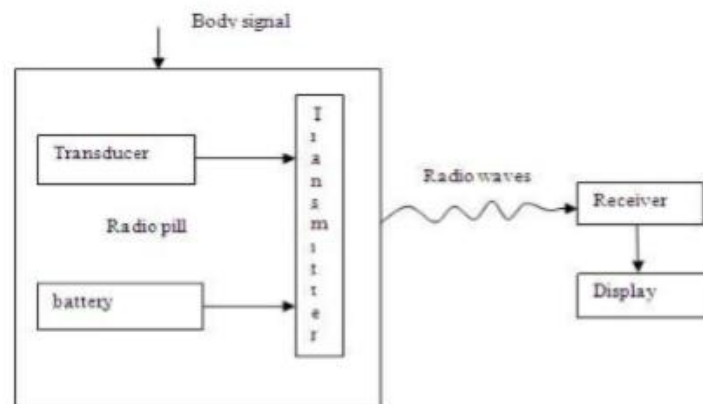 Body signal
Transducer
Transmitter
Radio waves
Receiver
Radio pill
battery
Display